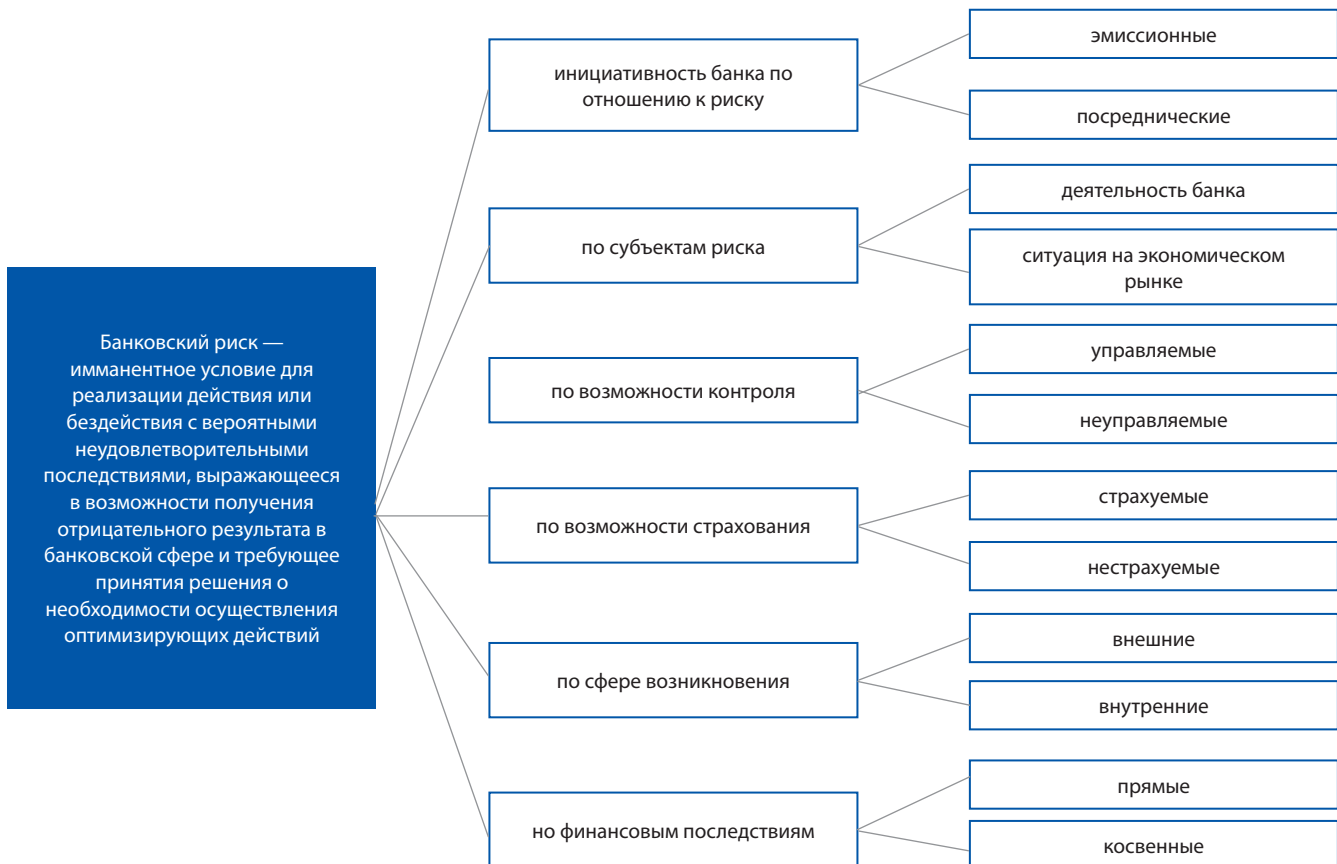 Банковский риск —
имманентное условие для
реализации действия или
бездействия с вероятными
неудовлетворительными
последствиями, выражающееся
в возможности получения
отрицательного результата в
банковской сфере и требующее
принятия решения о
необходимости осуществления
оптимизирующих действий
инициативность банка по
отношению к риску
эмиссионные
посреднические
по субъектам риска
деятельность банка
ситуация на экономическом
рынке
по возможности контроля
управляемые
неуправляемые
по возможности страхования
страхуемые
нестрахуемые
по сфере возникновения
внешние
внутренние
но финансовым последствиям
прямые
косвенные